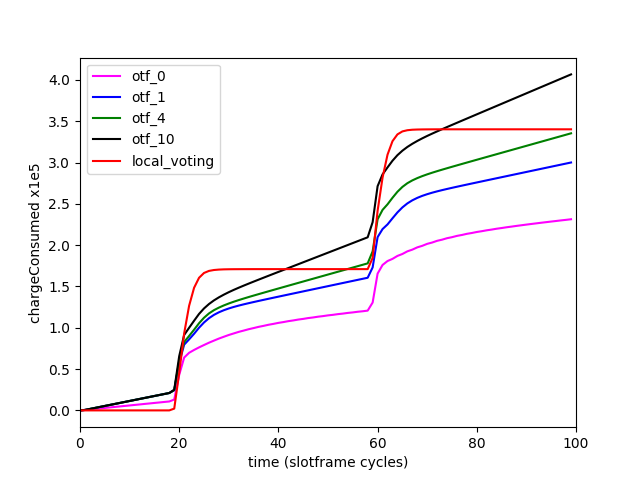 chargeConsumed x1e5
4.0
3.5
3.0
2.5
2.0
1.5
1.0
0.5
0.0
otf_0
otf_1
otf_4
otf_10
local_voting
0 20 40 60 80 100
time (slotframe cycles)